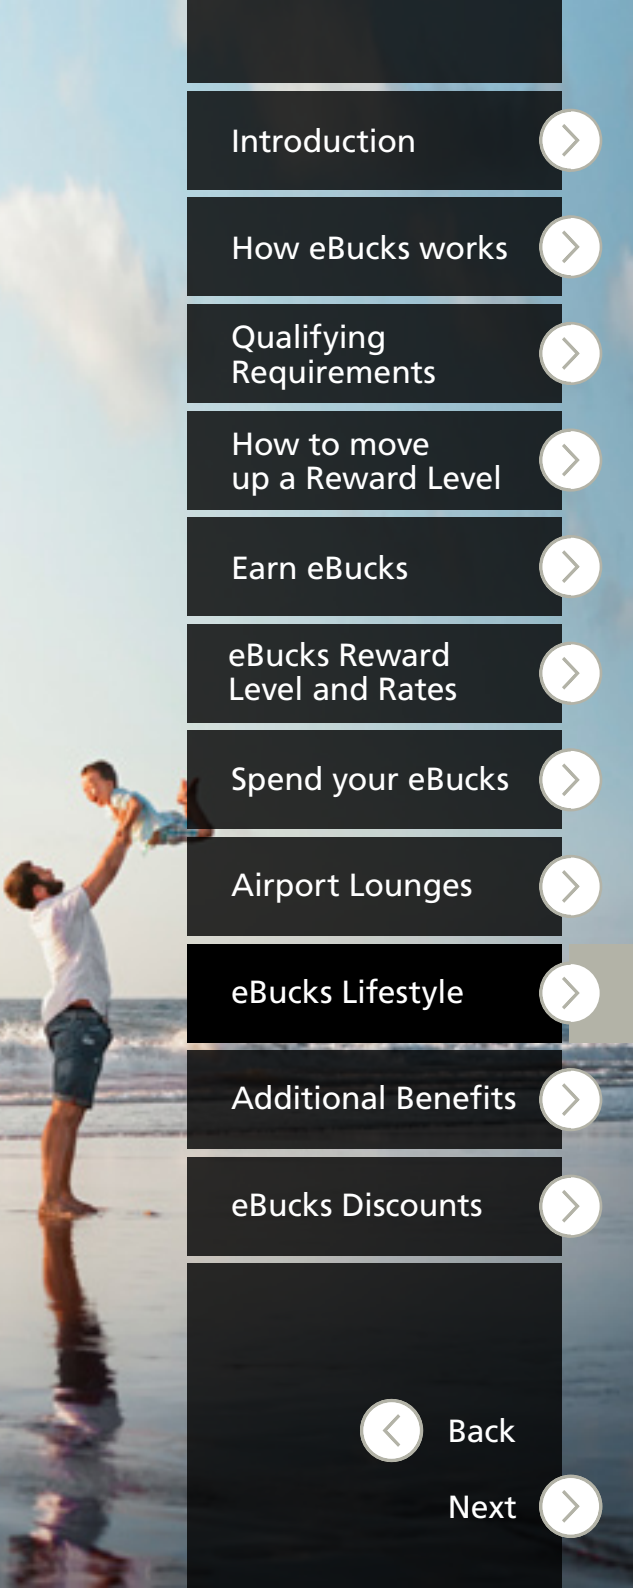 Introduction
How eBucks works
Qualifying
Requirements
How to move
up a Reward Level
Earn eBucks
eBucks Reward
Level and Rates
Spend your eBucks
Airport Lounges
eBucks Lifestyle
Additional Benefits
eBucks Discounts
Back
Next